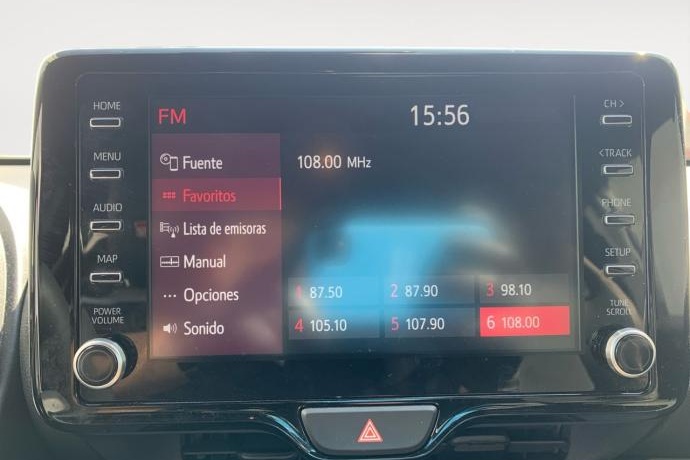 HOME
MENU
AUDIO
MAP
POWER
VOLUME
FM
15:56
Fuente
Favoritos
Lista de emisoras
Manual
Opciones
Sonido
108.00 MHz
1 87.50
2 87.90
3 98.10
4 105.10
5 107.90
6 108.00
CH >
< TRACK
PHONE
SETUP
TUNE
SCROLL